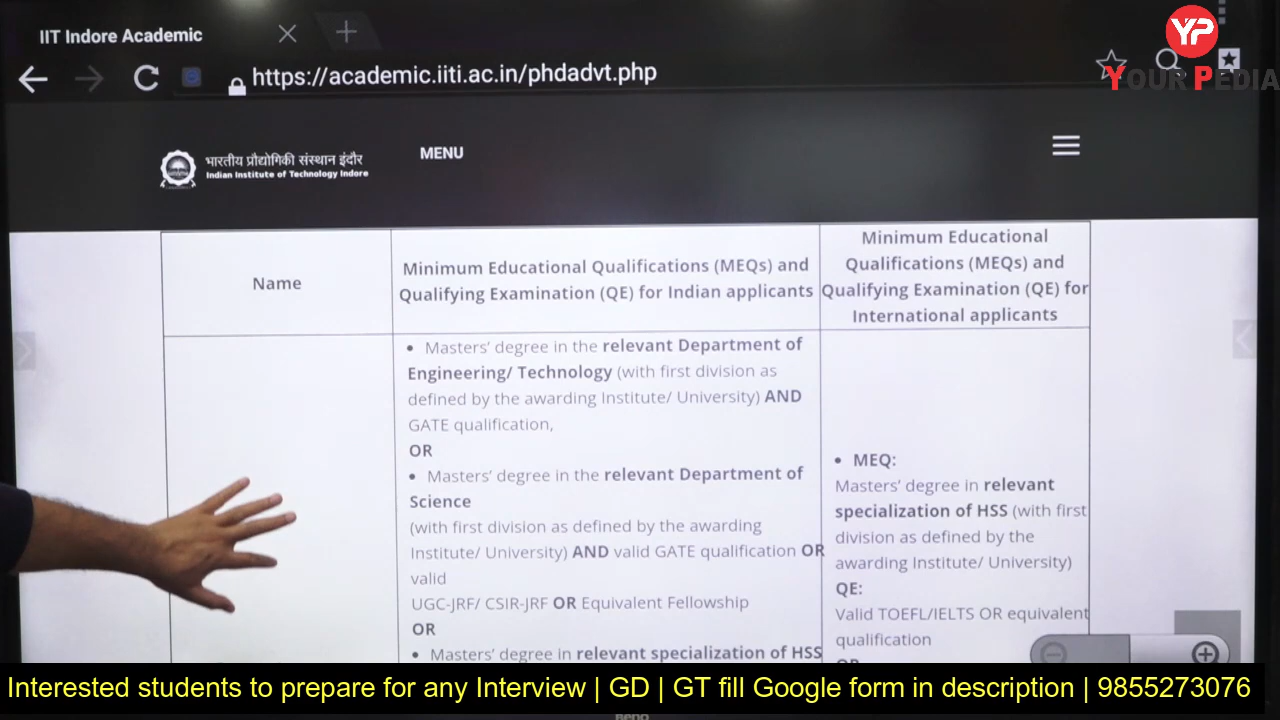 IIT Indore Academic
https://academic.iiti.ac.in/phdadvt.php
YP
YOUR PEDIA
भारतीय प्रौद्योगिकी संस्थान इंदौर
Indian Institute of Technology Indore
MENU
Name
Minimum Educational Qualifications (MEQs) and
Qualifying Examination (QE) for Indian applicants
Minimum Educational
Qualifications (MEQs) and
Qualifying Examination (QE) for
International applicants
• Masters’ degree in the relevant Department of
Engineering/ Technology (with first division as
defined by the awarding Institute/ University) AND
GATE qualification,
OR
• Masters’ degree in the relevant Department of
Science
(with first division as defined by the awarding
Institute/ University) AND valid GATE qualification OR
valid
UGC-JRF/ CSIR-JRF OR Equivalent Fellowship
OR
• Masters’ degree in relevant specialization of HSS
• MEQ:
Masters’ degree in relevant
specialization of HSS (with first
division as defined by the
awarding Institute/ University)
QE:
Valid TOEFL/IELTS OR equivalent
qualification
OR
Interested students to prepare for any Interview | GD | GT fill Google form in description | 9855273076